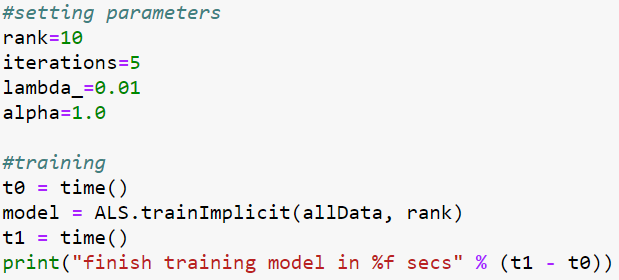 #setting parameters
rank=10
iterations=5
lambda_=0.01
alpha=1.0
#training
t0 = time()
model = ALS.trainImplicit(allData, rank)
t1 = time()
print("finish training model in %f secs" % (t1 - t0))